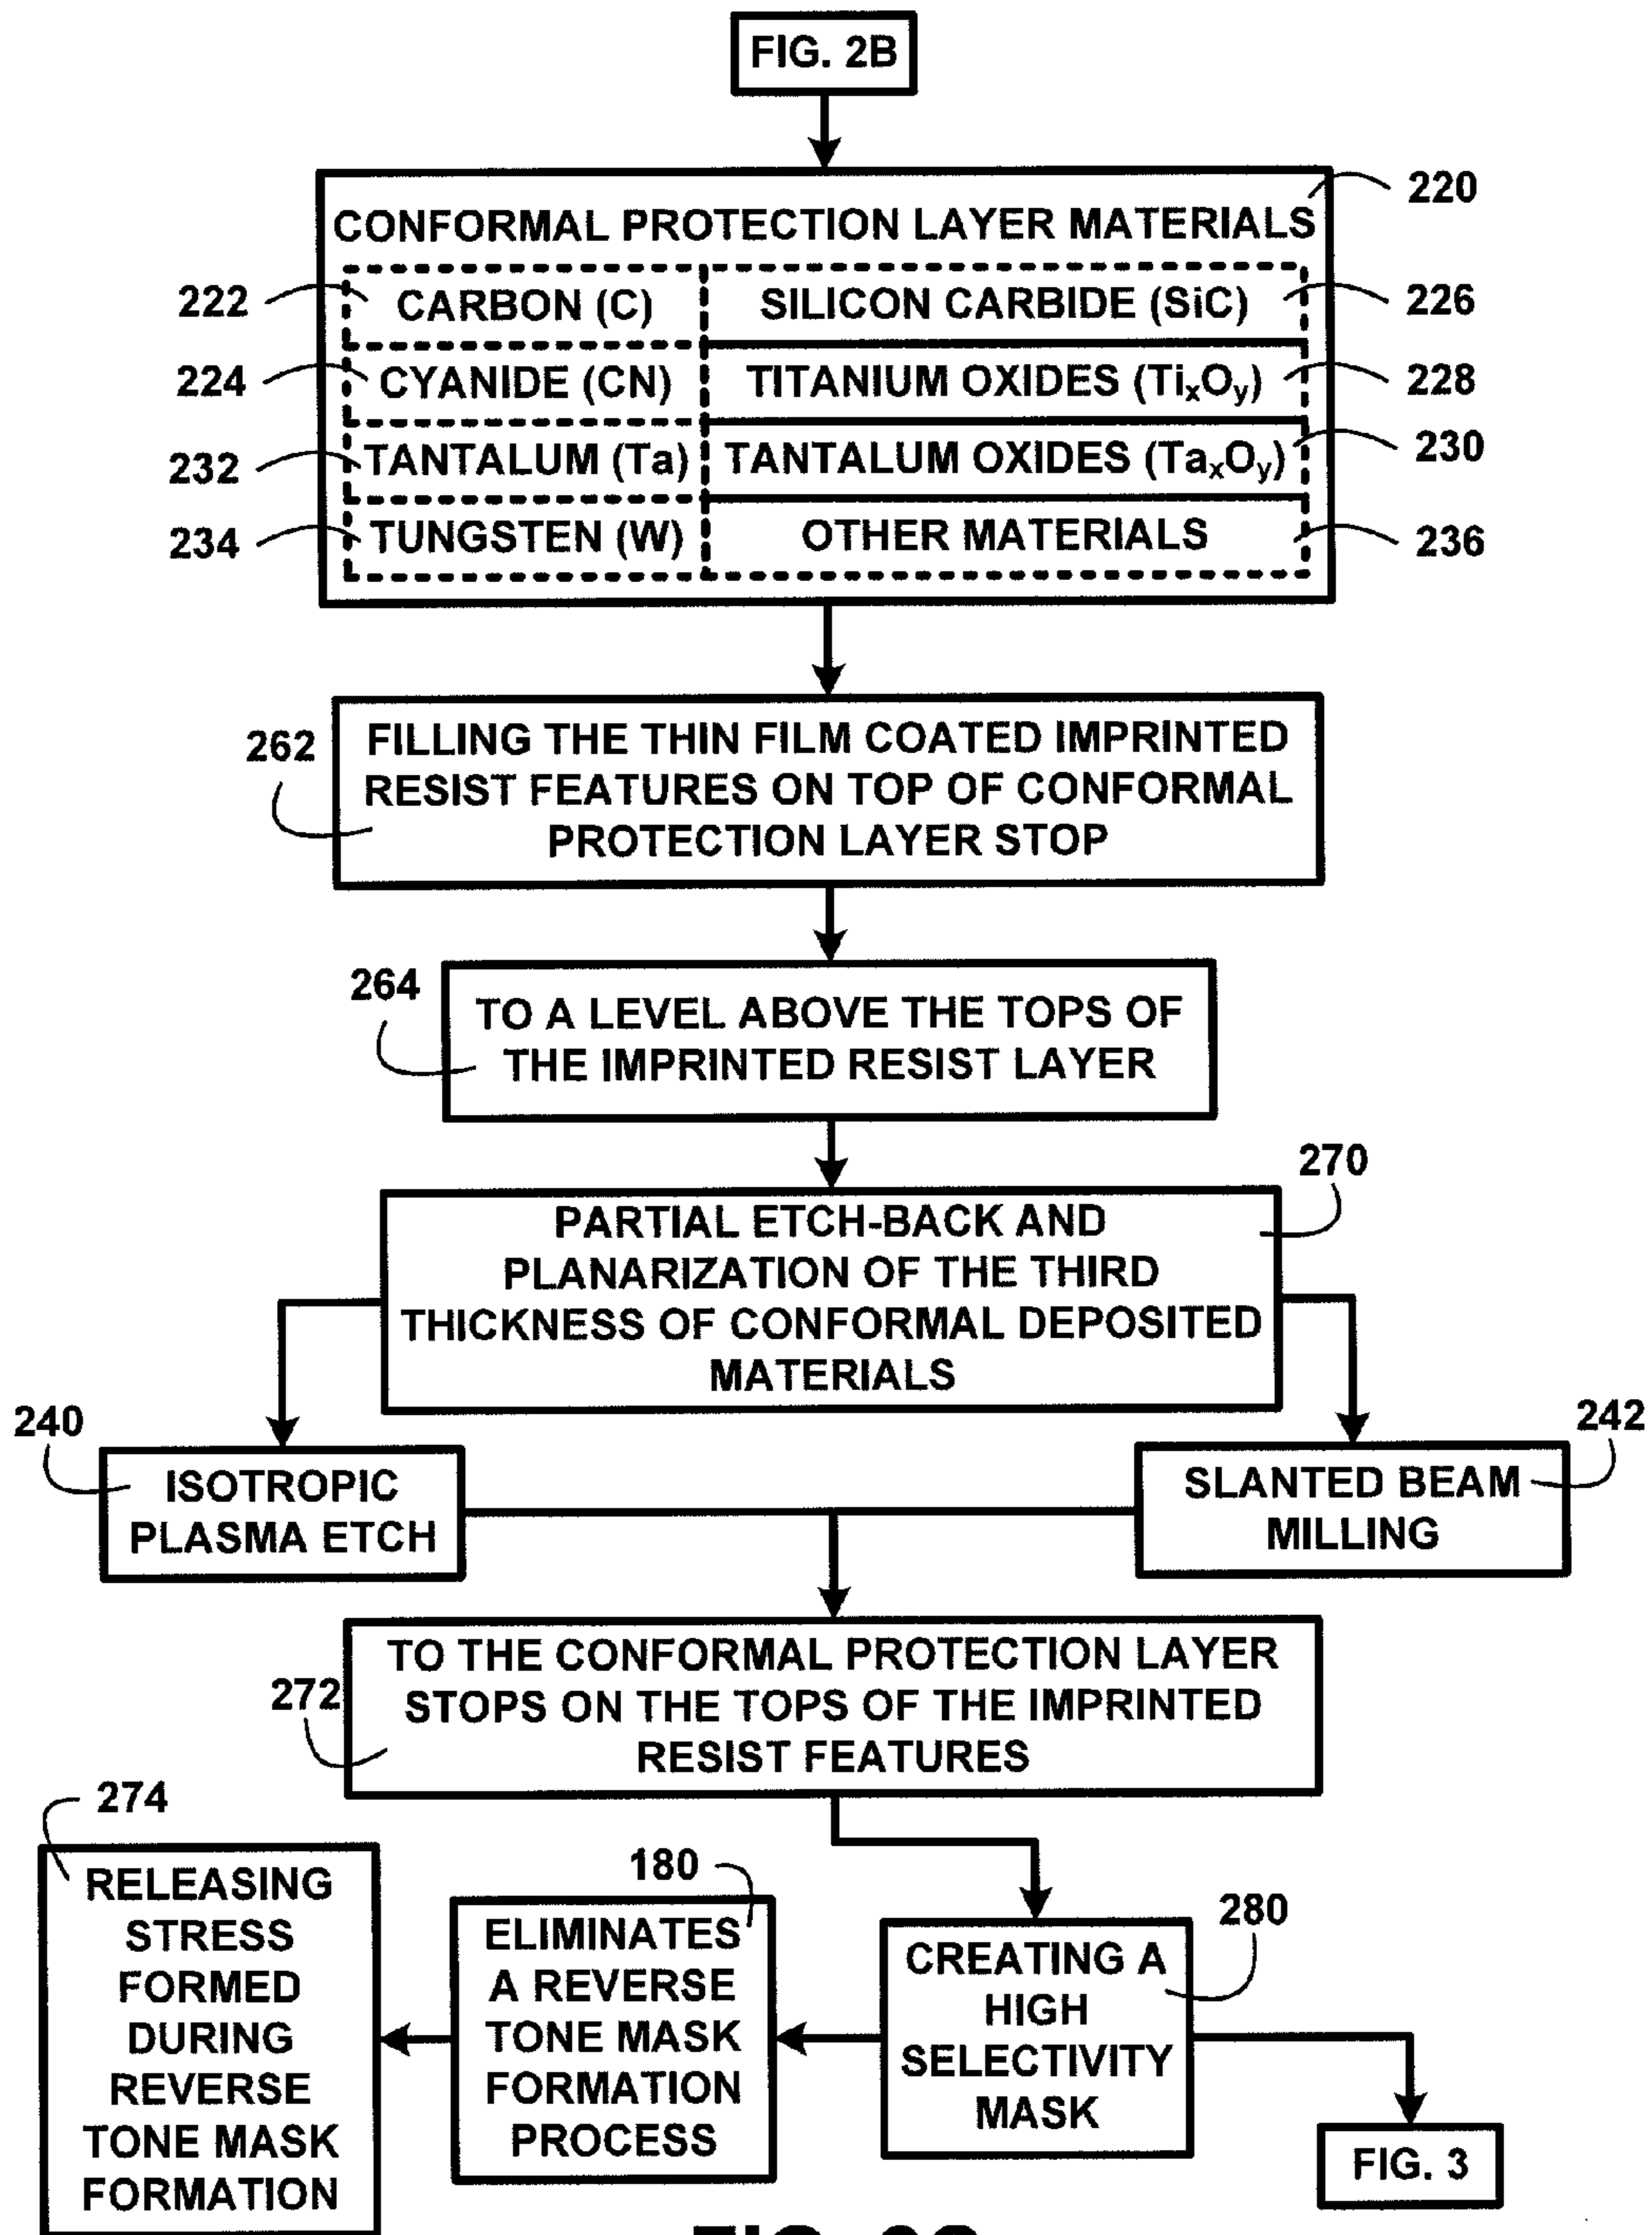 FIG. 2B
220
CONFORMAL PROTECTION LAYER MATERIALS
222
CARBON (C)
SILICON CARBIDE (SiC)
226
224
CYANIDE (CN)
TITANIUM OXIDES (TixOy)
228
232
TANTALUM (Ta)
TANTALUM OXIDES (TaxOy)
230
234
TUNGSTEN (W)
OTHER MATERIALS
236
262
FILLING THE THIN FILM COATED IMPRINTED
RESIST FEATURES ON TOP OF CONFORMAL
PROTECTION LAYER STOP
264
TO A LEVEL ABOVE THE TOPS OF
THE IMPRINTED RESIST LAYER
270
PARTIAL ETCH-BACK AND
PLANARIZATION OF THE THIRD
THICKNESS OF CONFORMAL DEPOSITED
MATERIALS
240
ISOTROPIC
PLASMA ETCH
242
SLANTED BEAM
MILLING
272
TO THE CONFORMAL PROTECTION LAYER
STOPS ON THE TOPS OF THE IMPRINTED
RESIST FEATURES
274
RELEASING
STRESS
FORMED
DURING
REVERSE
TONE MASK
FORMATION
180
ELIMINATES
A REVERSE
TONE MASK
FORMATION
PROCESS
280
CREATING A
HIGH
SELECTIVITY
MASK
FIG. 3